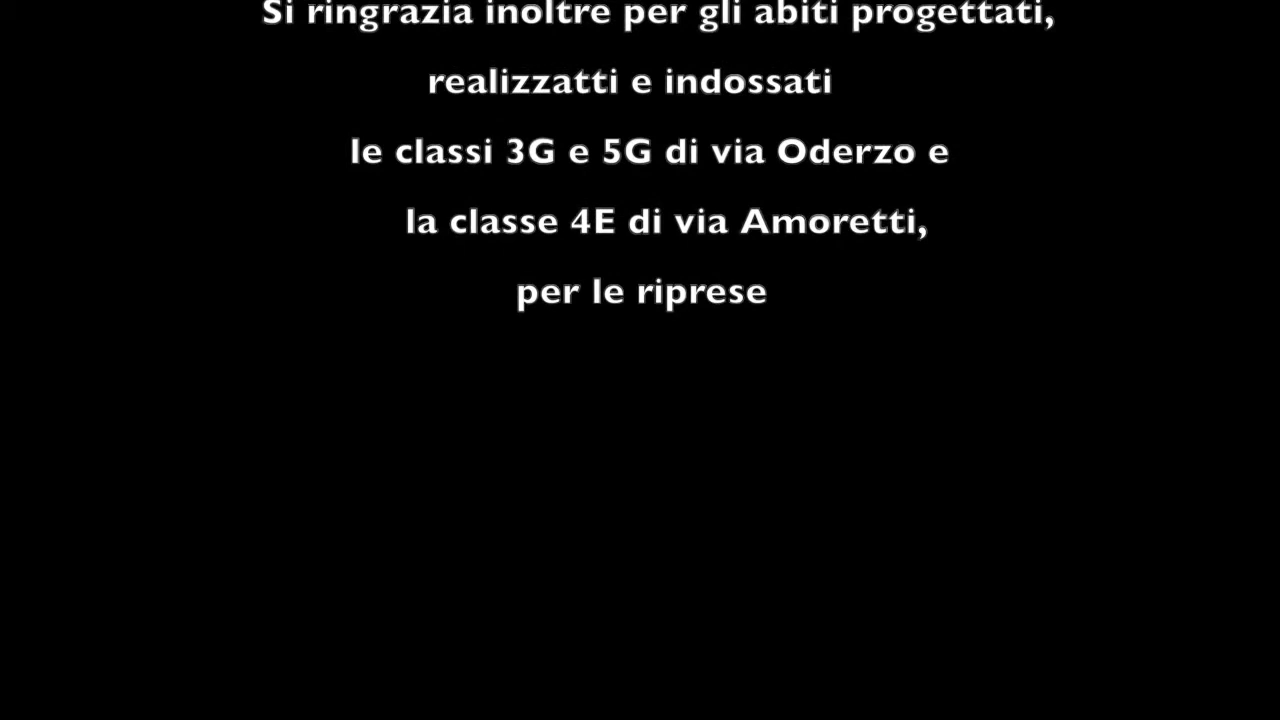 Si ringrazia inoltre per gli abiti progettati,
realizzatti e indossati
le classi 3G e 5G di via Oderzo e
la classe 4E di via Amoretti,
per le riprese